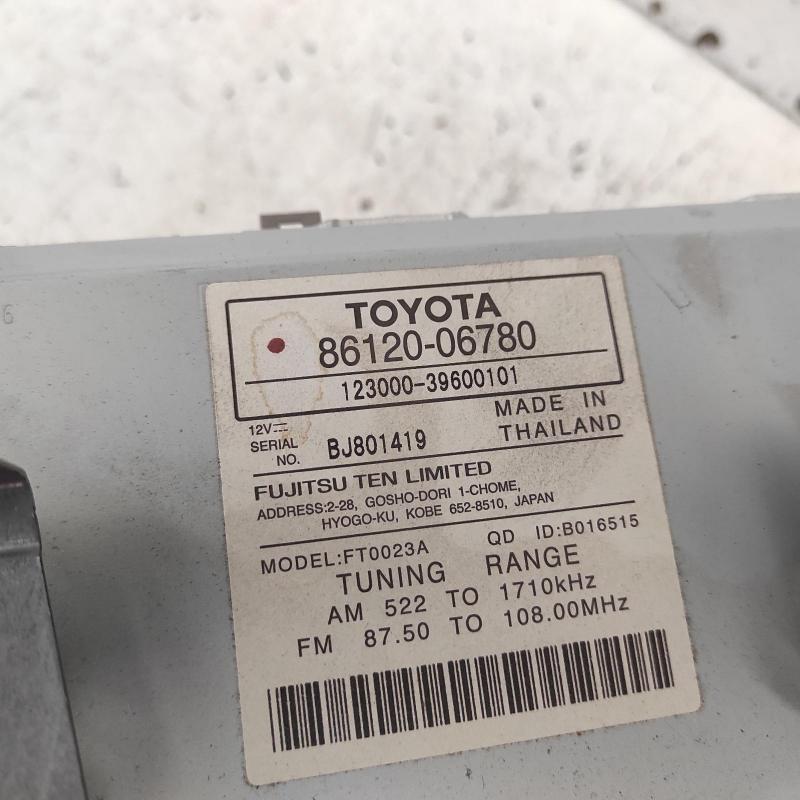 TOYOTA
86120-06780
123000-39600101
12V
SERIAL NO. BJ801419
MADE IN THAILAND
FUJITSU TEN LIMITED
ADDRESS:2-28, GOSHO-DORI 1-CHOME,
HYOGO-KU, KOBE 652-8510, JAPAN
MODEL:FT0023A QD ID:B016515
TUNING RANGE
AM 522 TO 1710kHz
FM 87.50 TO 108.00MHz
6